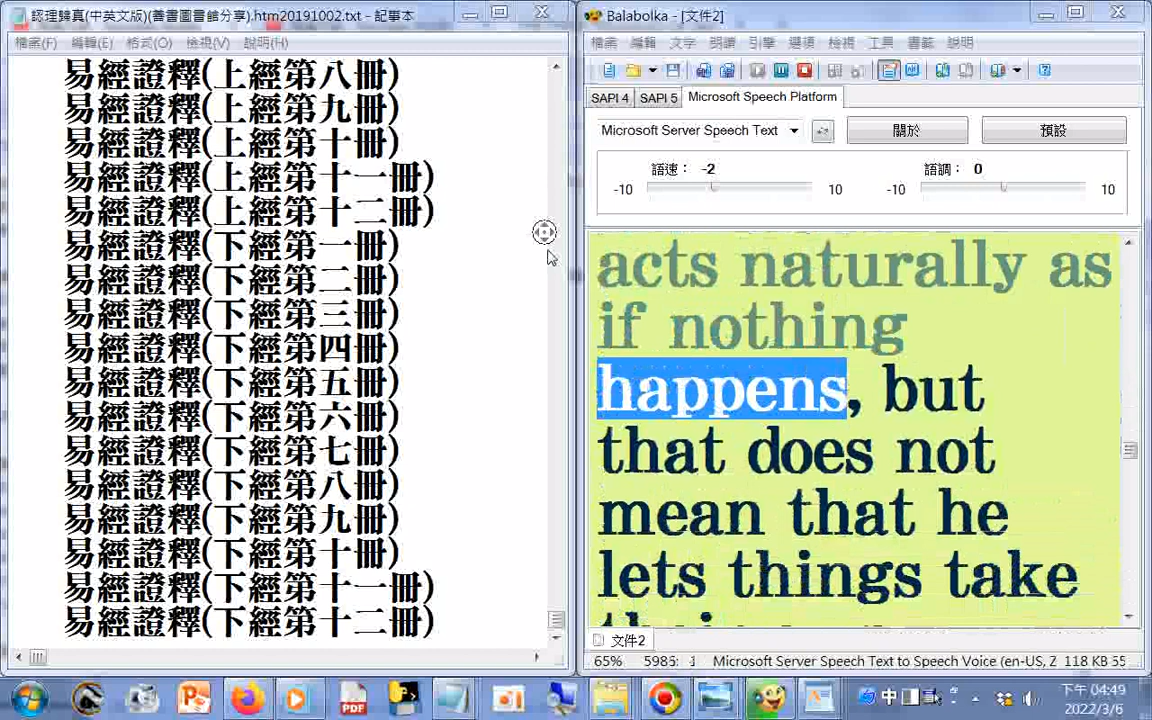 認理歸真(中英文版)(善書圖書館分享).htm20191002.txt - 記事本
檔案(F) 編輯(E) 格式(O) 檢視(V) 說明(H)
易經證釋(上經第八冊)
易經證釋(上經第九冊)
易經證釋(上經第十冊)
易經證釋(上經第十一冊)
易經證釋(上經第十二冊)
易經證釋(下經第一冊)
易經證釋(下經第二冊)
易經證釋(下經第三冊)
易經證釋(下經第四冊)
易經證釋(下經第五冊)
易經證釋(下經第六冊)
易經證釋(下經第七冊)
易經證釋(下經第八冊)
易經證釋(下經第九冊)
易經證釋(下經第十冊)
易經證釋(下經第十一冊)
易經證釋(下經第十二冊)
Balabolka - [文件2]
檔案 編輯 文字 朗讀 引擎 選項 檢視 工具 書籤 說明
SAPI 4 SAPI 5 Microsoft Speech Platform
Microsoft Server Speech Text 關於 預設
語速： -2 語調： 0
-10 10 -10 10
acts naturally as
if nothing
happens, but
that does not
mean that he
lets things take
文件2
65% 5985: 1 Microsoft Server Speech Text to Speech Voice (en-US, Z 118 KB 55
PDF 中 下午 04:49
2022/3/6